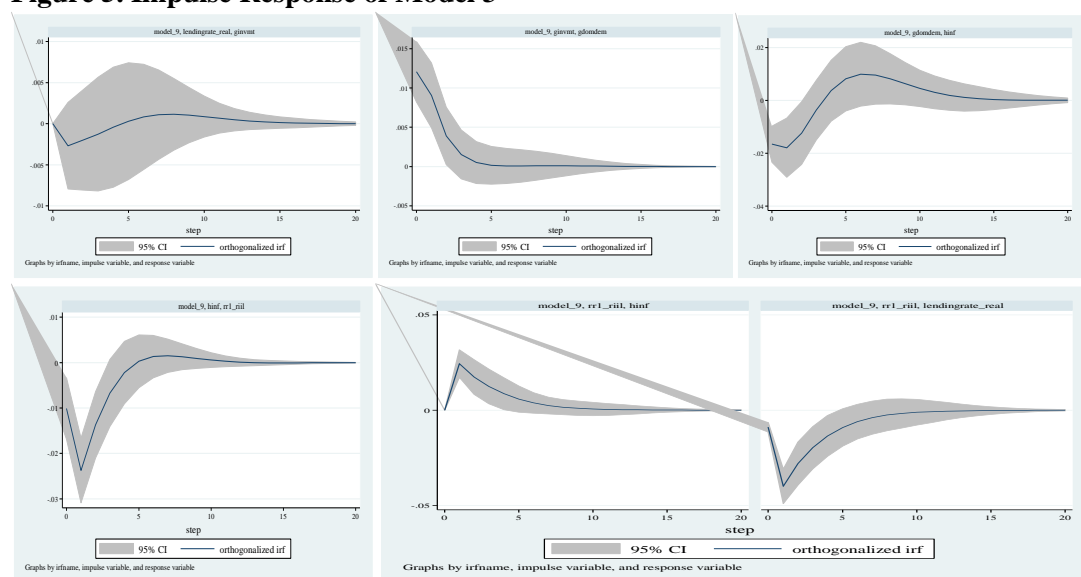 Figure 3. Impulse Response of Model 3
model_9, lendingrate_real, ginvmt
.01
.005
0
-.005
-.01
0 5 10 15 20
step
95% CI orthogonalized irf
Graphs by irfname, impulse variable, and response variable
model_9, ginvmt, gdomdem
.015
.01
.005
0
-.005
0 5 10 15 20
step
95% CI orthogonalized irf
Graphs by irfname, impulse variable, and response variable
model_9, gdomdem, hinf
.02
0
-.02
-.04
0 5 10 15 20
step
95% CI orthogonalized irf
Graphs by irfname, impulse variable, and response variable
model_9, hinf, rr1_riil
.01
0
-.01
-.02
-.03
0 5 10 15 20
step
95% CI orthogonalized irf
Graphs by irfname, impulse variable, and response variable
model_9, rr1_riil, hinf
model_9, rr1_riil, lendingrate_real
.05
0
-.05
0 5 10 15 20
0 5 10 15 20
step
95% CI orthogonalized irf
Graphs by irfname, impulse variable, and response variable